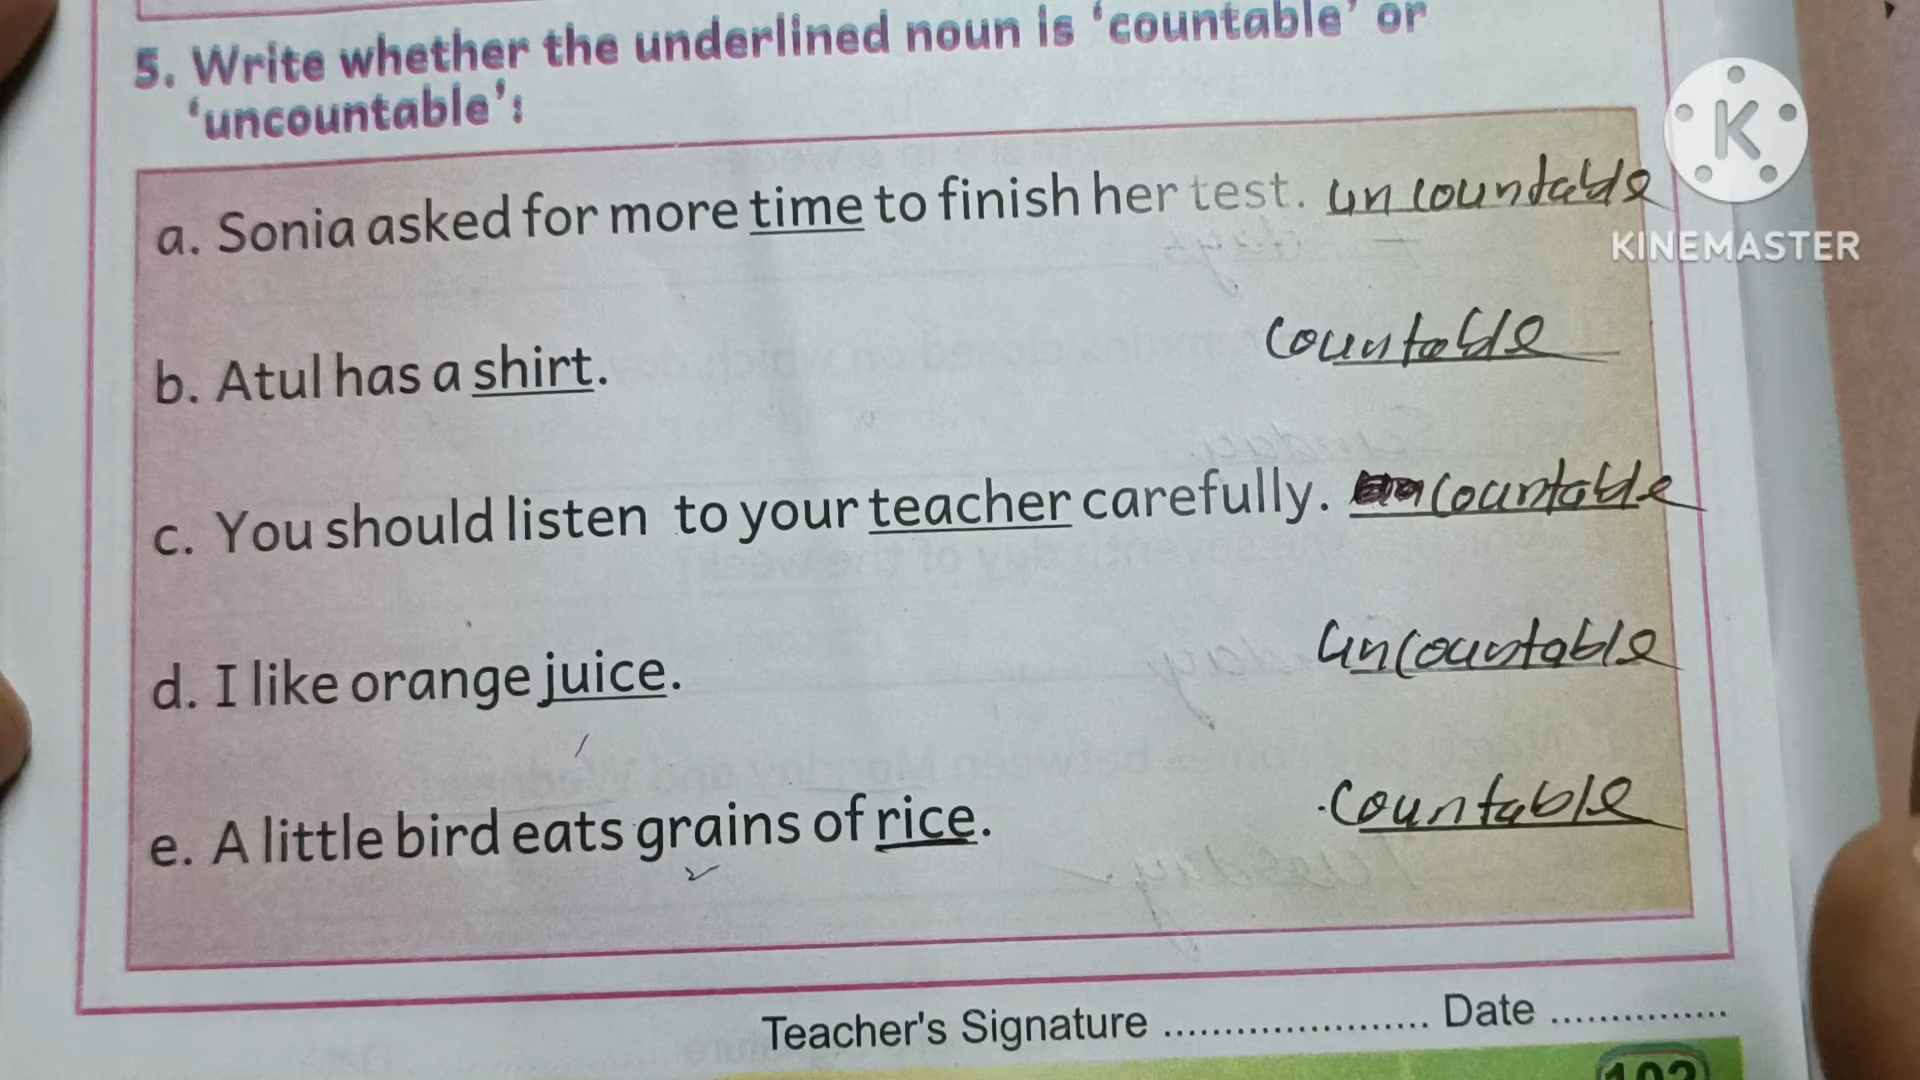 5. Write whether the underlined noun is ‘countable’ or
‘uncountable’:
a. Sonia asked for more time to finish her test. uncountable
b. Atul has a shirt. countable
c. You should listen to your teacher carefully. countable
d. I like orange juice. uncountable
e. A little bird eats grains of rice. countable
Teacher's Signature ........................ Date ................
102
K
KINEMASTER